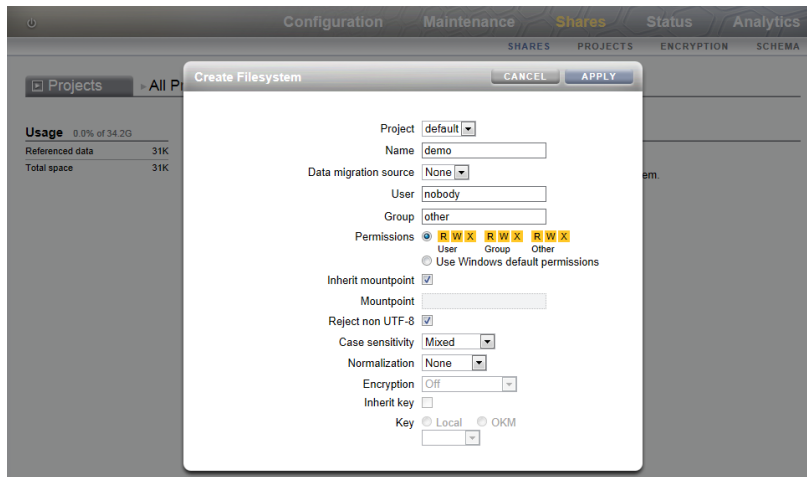 Configuration Maintenance Shares Status Analytics
SHARES PROJECTS ENCRYPTION SCHEMA
Projects All Pr
Create Filesystem CANCEL APPLY
Usage 0.0% of 34.2G
Referenced data 31K
Total space 31K
em.
Project default
Name demo
Data migration source None
User nobody
Group other
Permissions R W X R W X R W X
User Group Other
Use Windows default permissions
Inherit mountpoint
Mountpoint
Reject non UTF-8
Case sensitivity Mixed
Normalization None
Encryption Off
Inherit key
Key Local OKM